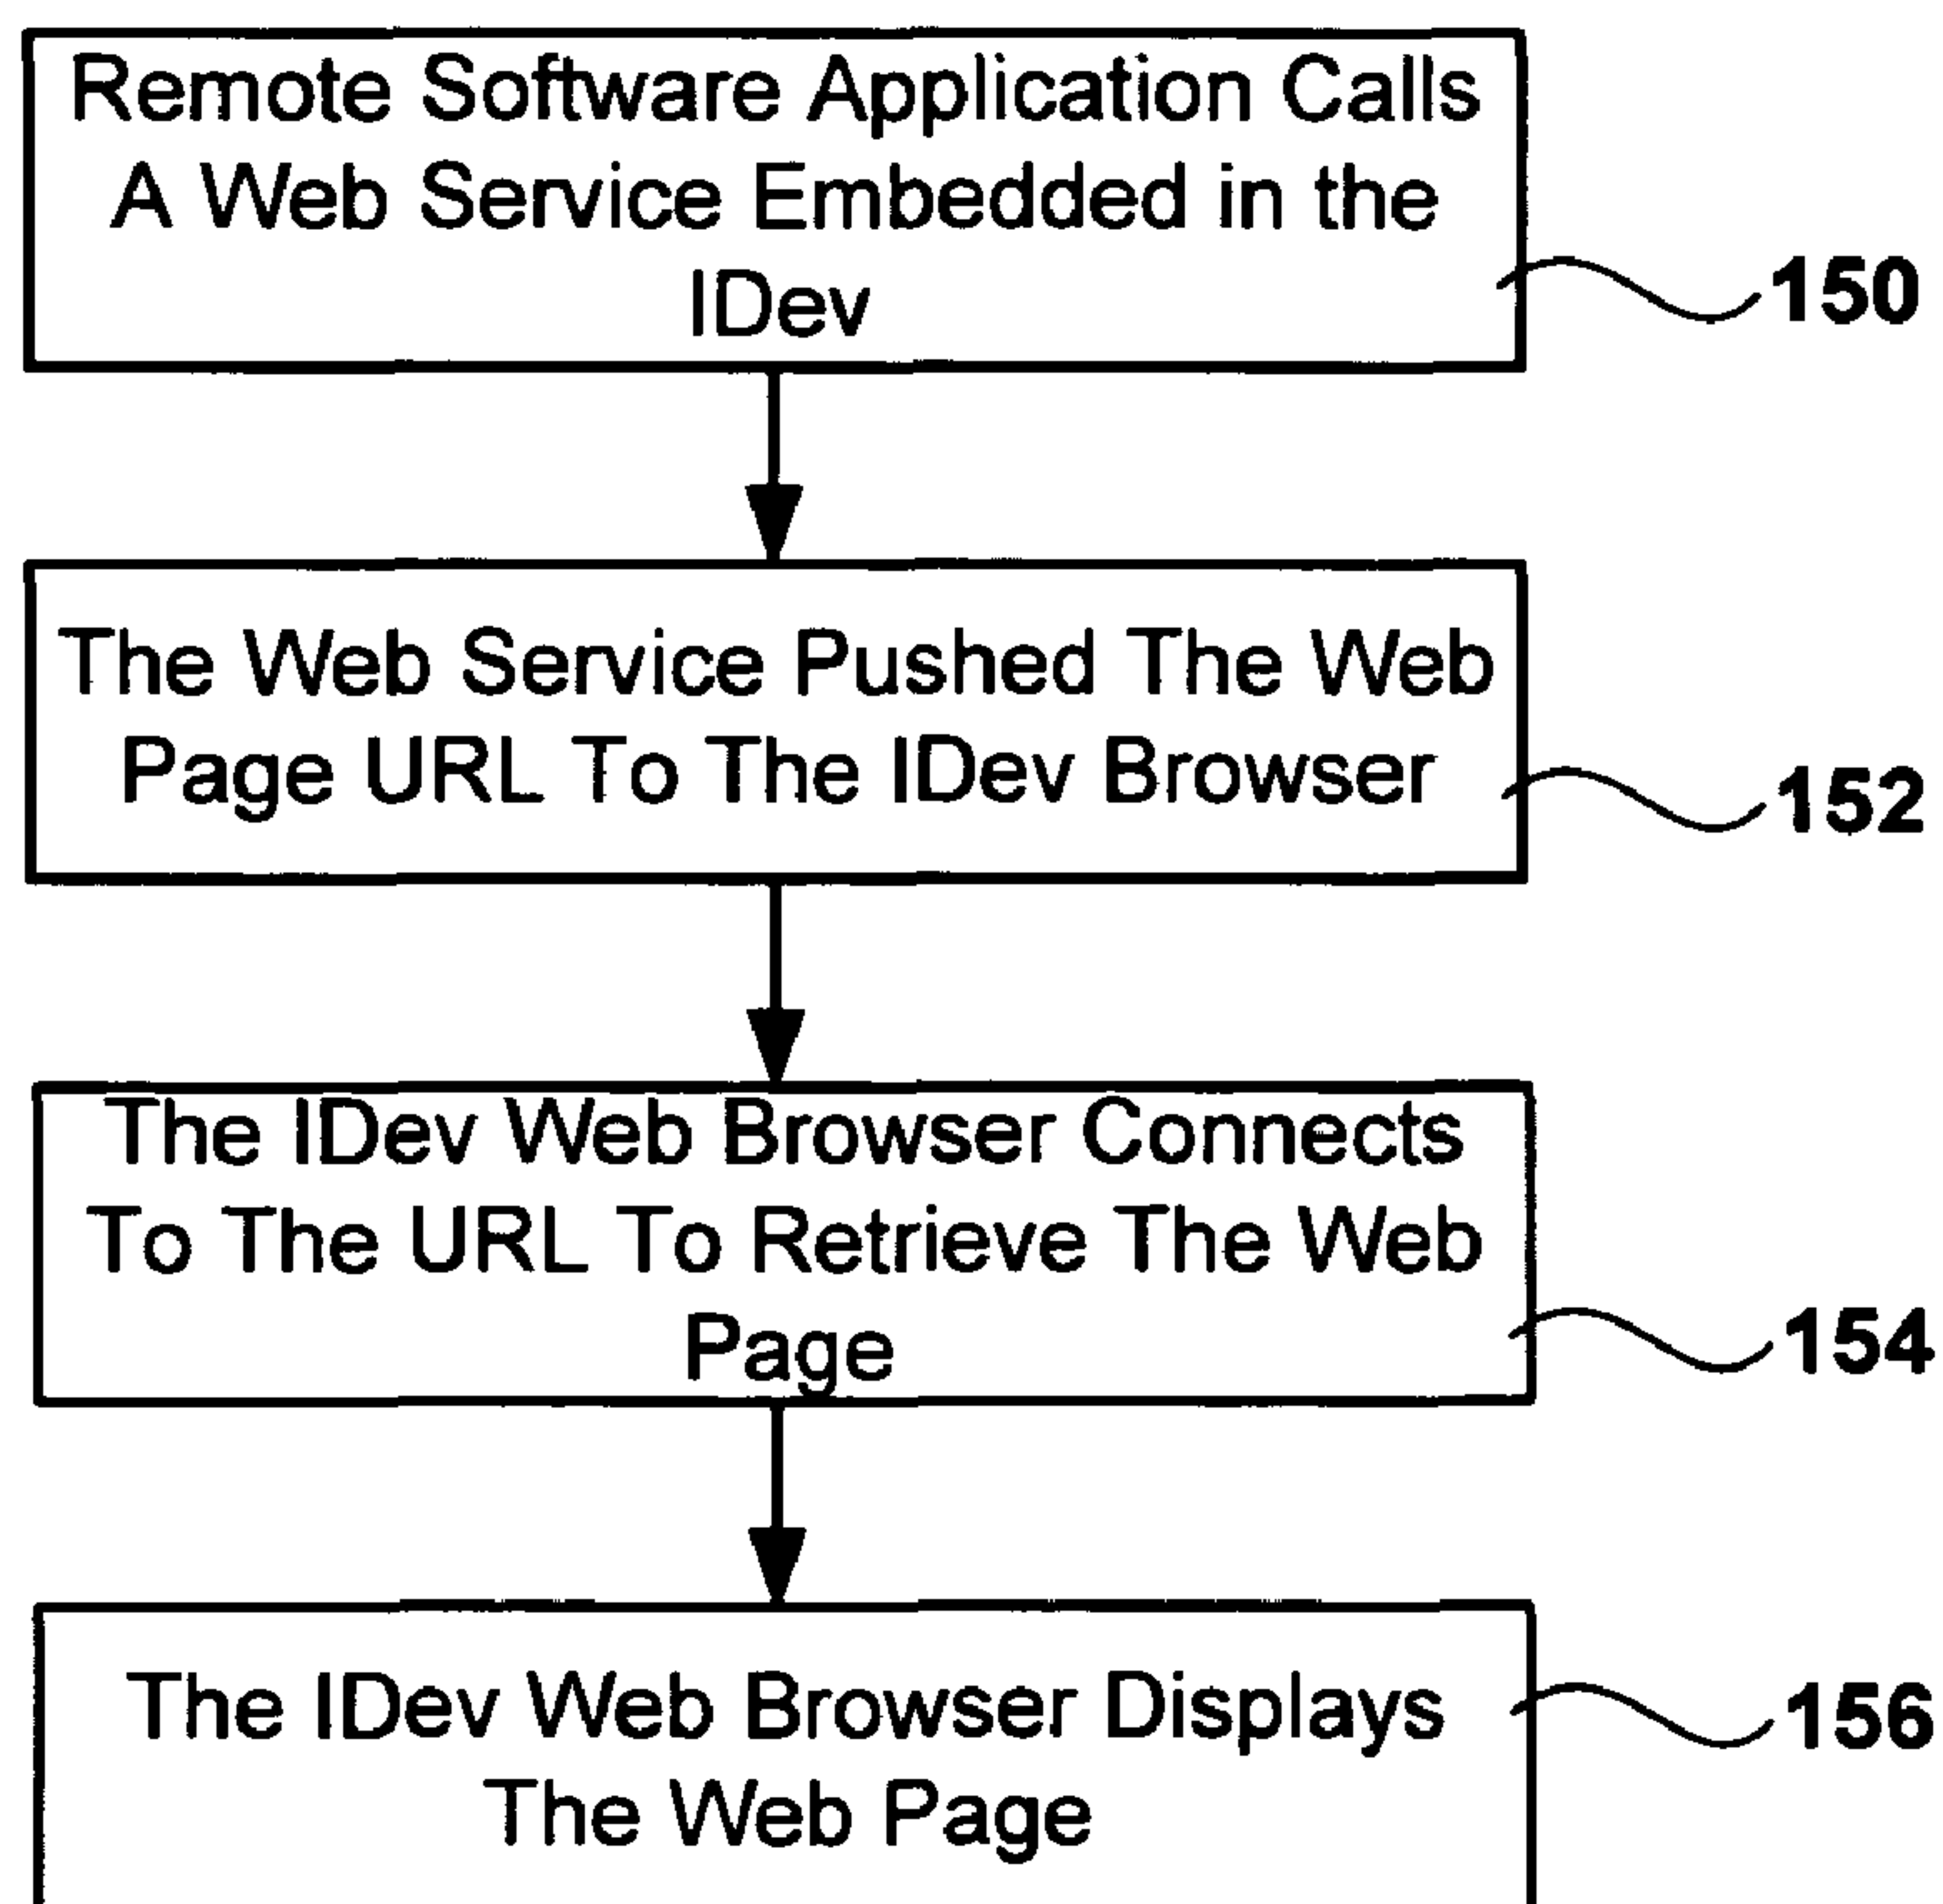 Remote Software Application Calls
A Web Service Embedded in the
IDev
150
The Web Service Pushed The Web
Page URL To The IDev Browser
152
The IDev Web Browser Connects
To The URL To Retrieve The Web
Page
154
The IDev Web Browser Displays
The Web Page
156